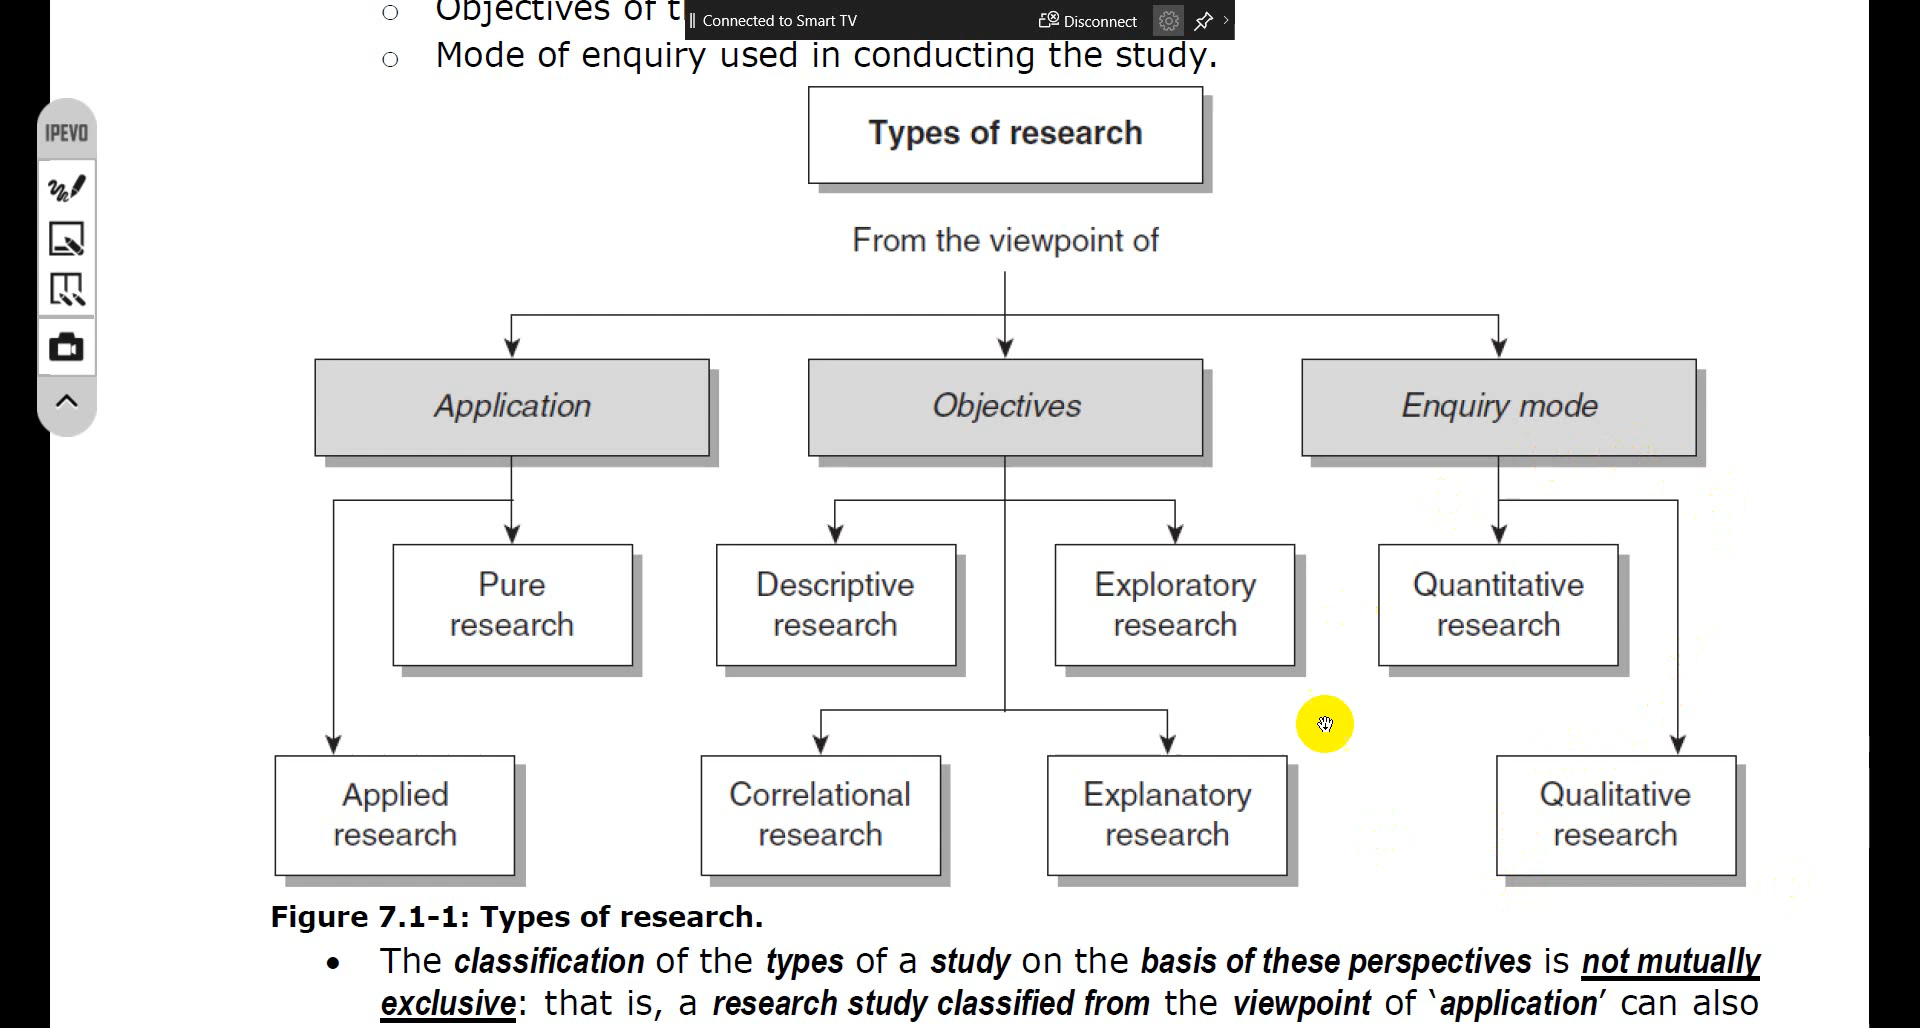 Objectives of t
Connected to Smart TV
Disconnect
Mode of enquiry used in conducting the study.
IPEVO
Types of research
From the viewpoint of
Application
Objectives
Enquiry mode
Pure
research
Descriptive
research
Exploratory
research
Quantitative
research
Applied
research
Correlational
research
Explanatory
research
Qualitative
research
Figure 7.1-1: Types of research.
• The classification of the types of a study on the basis of these perspectives is not mutually
exclusive: that is, a research study classified from the viewpoint of ‘application’ can also